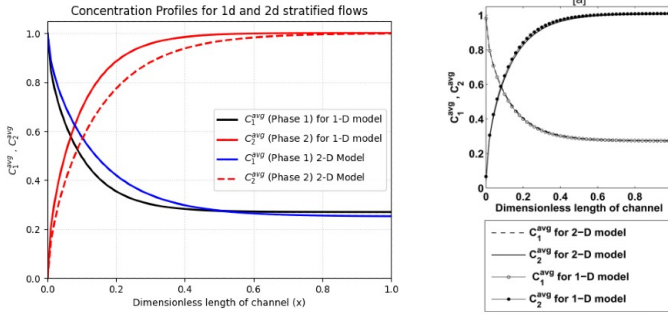 Concentration Profiles for 1d and 2d stratified flows
C₁ᵃᵛᵍ, C₂ᵃᵛᵍ
1.0
0.8
0.6
0.4
0.2
0.0
C₁ᵃᵛᵍ (Phase 1) for 1-D model
C₂ᵃᵛᵍ (Phase 2) for 1-D model
C₁ᵃᵛᵍ (Phase 1) 2-D Model
C₂ᵃᵛᵍ (Phase 2) 2-D Model
0.0 0.2 0.4 0.6 0.8 1.0
Dimensionless length of channel (x)
[a]
C₁ᵃᵛᵍ, C₂ᵃᵛᵍ
1
0.8
0.6
0.4
0.2
0
0 0.2 0.4 0.6 0.8
Dimensionless length of channel
C₁ᵃᵛᵍ for 2-D model
C₂ᵃᵛᵍ for 2-D model
C₁ᵃᵛᵍ for 1-D model
C₂ᵃᵛᵍ for 1-D model